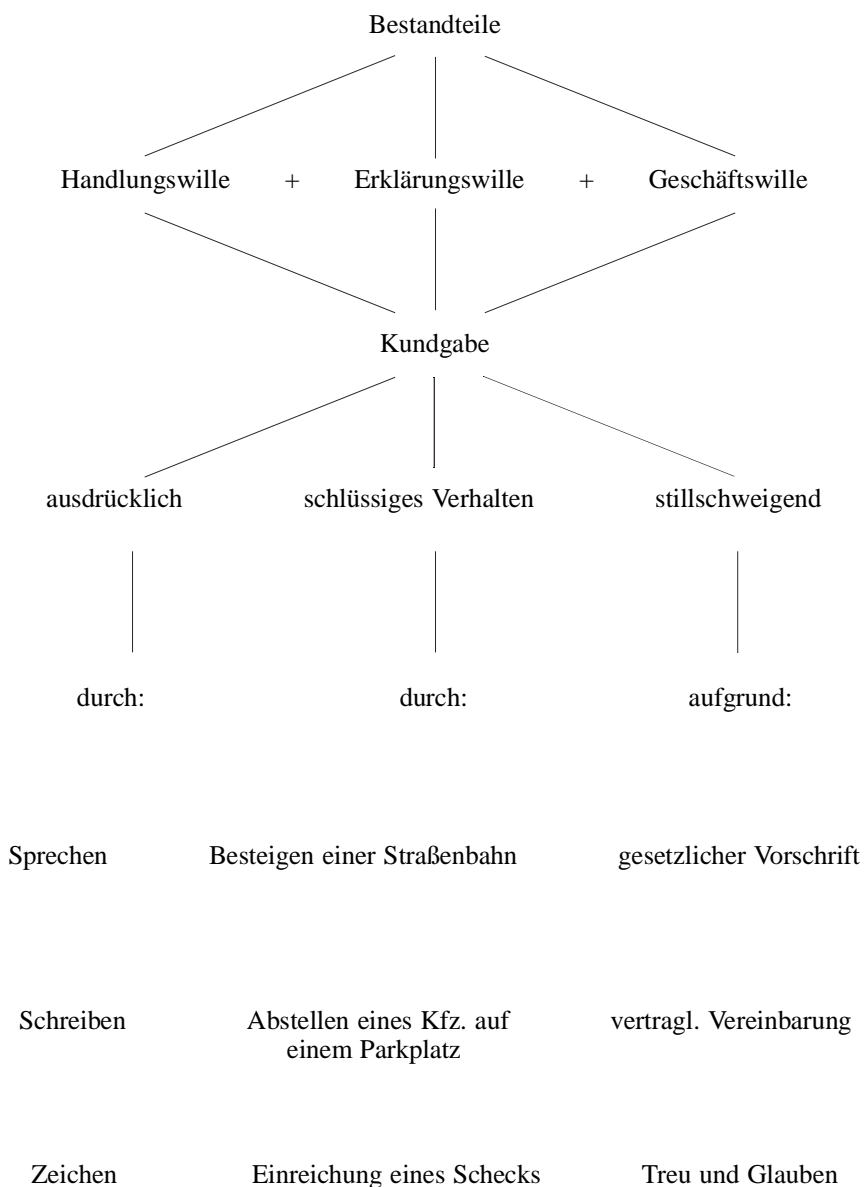 Bestandteile
Handlungswille + Erklärungswille + Geschäftswille
Kundgabe
ausdrücklich schlüssiges Verhalten stillschweigend
durch: durch: aufgrund:
Sprechen Besteigen einer Straßenbahn gesetzlicher Vorschrift
Schreiben Abstellen eines Kfz. auf vertragl. Vereinbarung
einem Parkplatz
Zeichen Einreichung eines Schecks Treu und Glauben